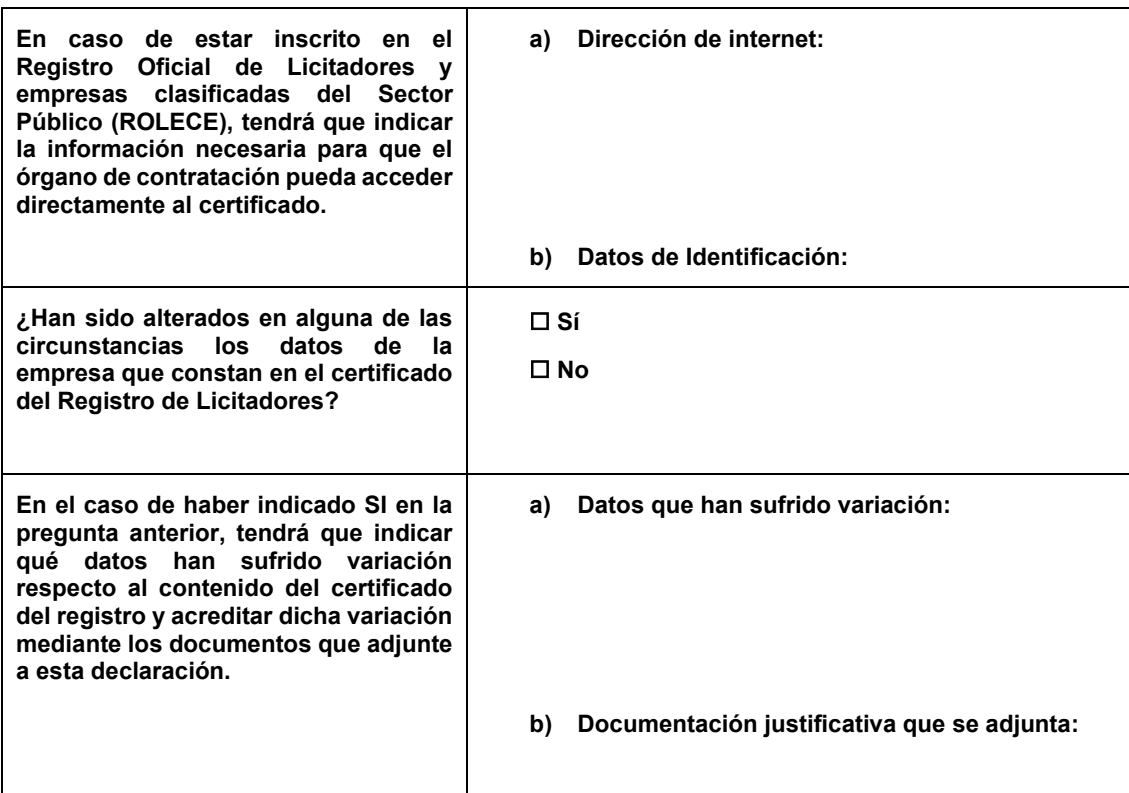 En caso de estar inscrito en el
Registro Oficial de Licitadores y
empresas clasificadas del Sector
Público (ROLECE), tendrá que indicar
la información necesaria para que el
órgano de contratación pueda acceder
directamente al certificado.
a) Dirección de internet:
b) Datos de Identificación:
¿Han sido alterados en alguna de las
circunstancias los datos de la
empresa que constan en el certificado
del Registro de Licitadores?
☐ Sí
☐ No
En el caso de haber indicado SI en la
pregunta anterior, tendrá que indicar
qué datos han sufrido variación
respecto al contenido del certificado
del registro y acreditar dicha variación
mediante los documentos que adjunte
a esta declaración.
a) Datos que han sufrido variación:
b) Documentación justificativa que se adjunta: